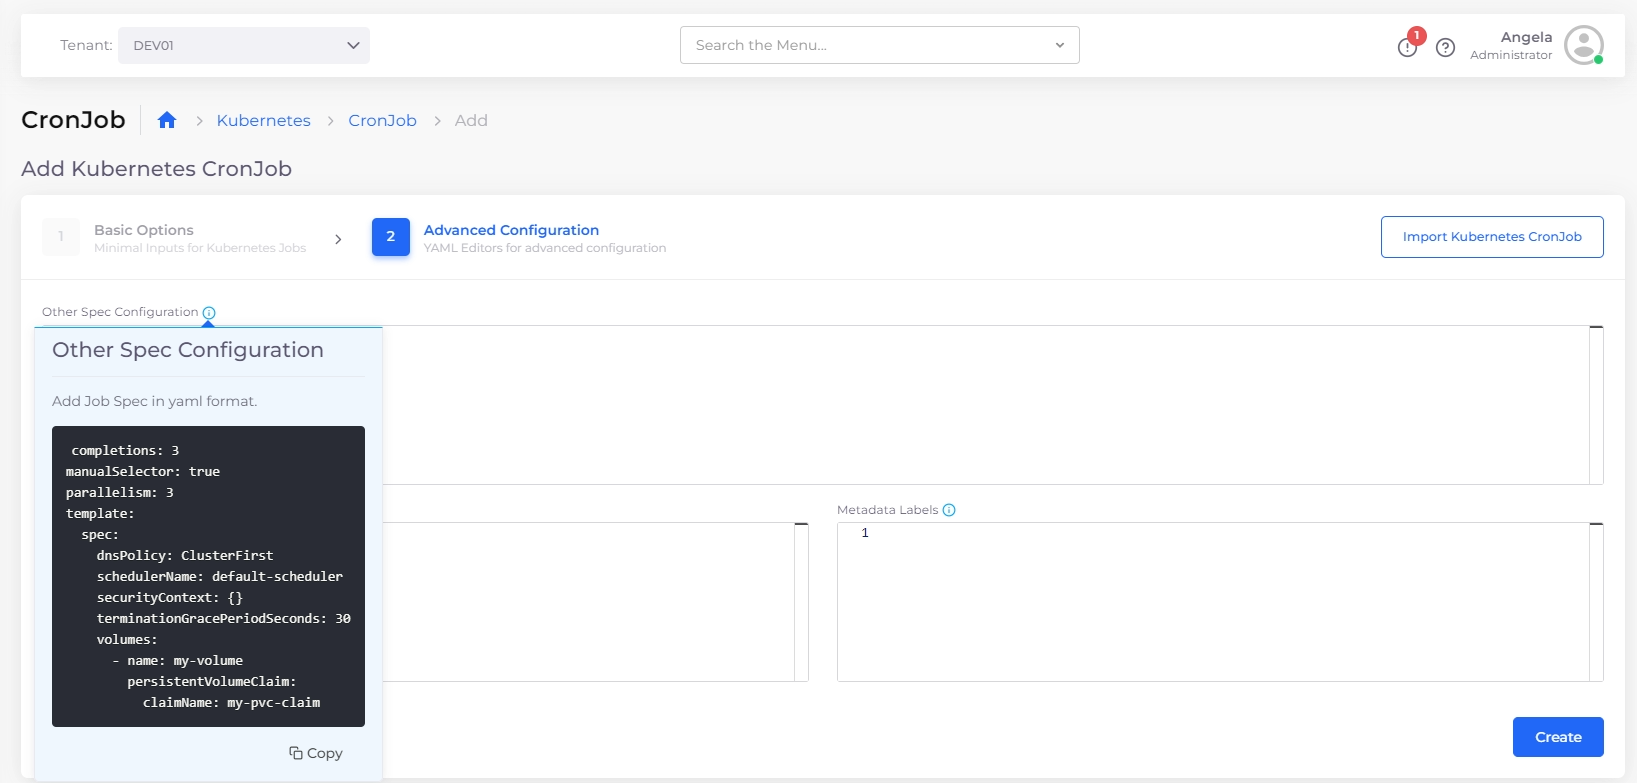 Tenant: DEV01
Search the Menu...
1
Angela
Administrator
CronJob
Kubernetes
CronJob
Add
Add Kubernetes CronJob
1
Basic Options
Minimal Inputs for Kubernetes Jobs
2
Advanced Configuration
YAML Editors for advanced configuration
Import Kubernetes CronJob
Other Spec Configuration
Other Spec Configuration
Add Job Spec in yaml format.
completions: 3
manualSelector: true
parallelism: 3
template:
spec:
dnsPolicy: ClusterFirst
schedulerName: default-scheduler
securityContext: {}
terminationGracePeriodSeconds: 30
volumes:
- name: my-volume
persistentVolumeClaim:
claimName: my-pvc-claim
Copy
Metadata Labels
1
Create